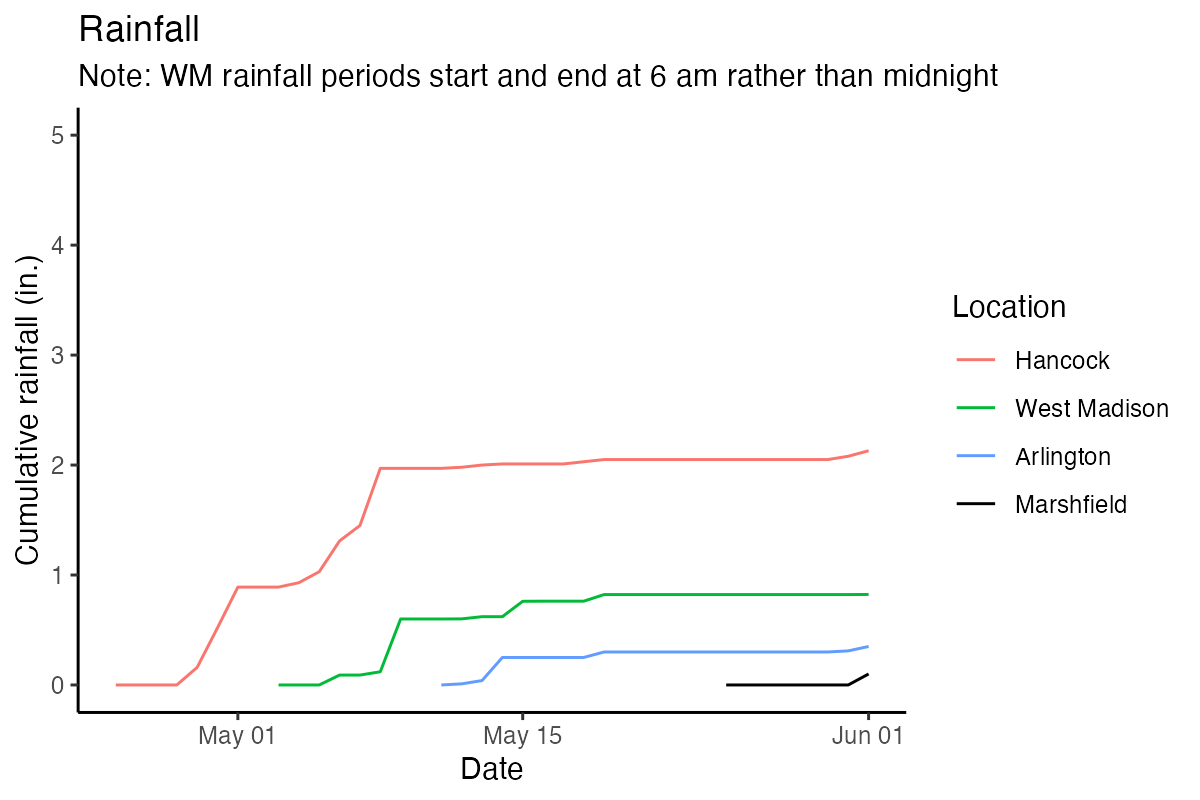 Rainfall
Note: WM rainfall periods start and end at 6 am rather than midnight
5
4
3
2
1
0
Cumulative rainfall (in.)
May 01
May 15
Jun 01
Date
Location
Hancock
West Madison
Arlington
Marshfield